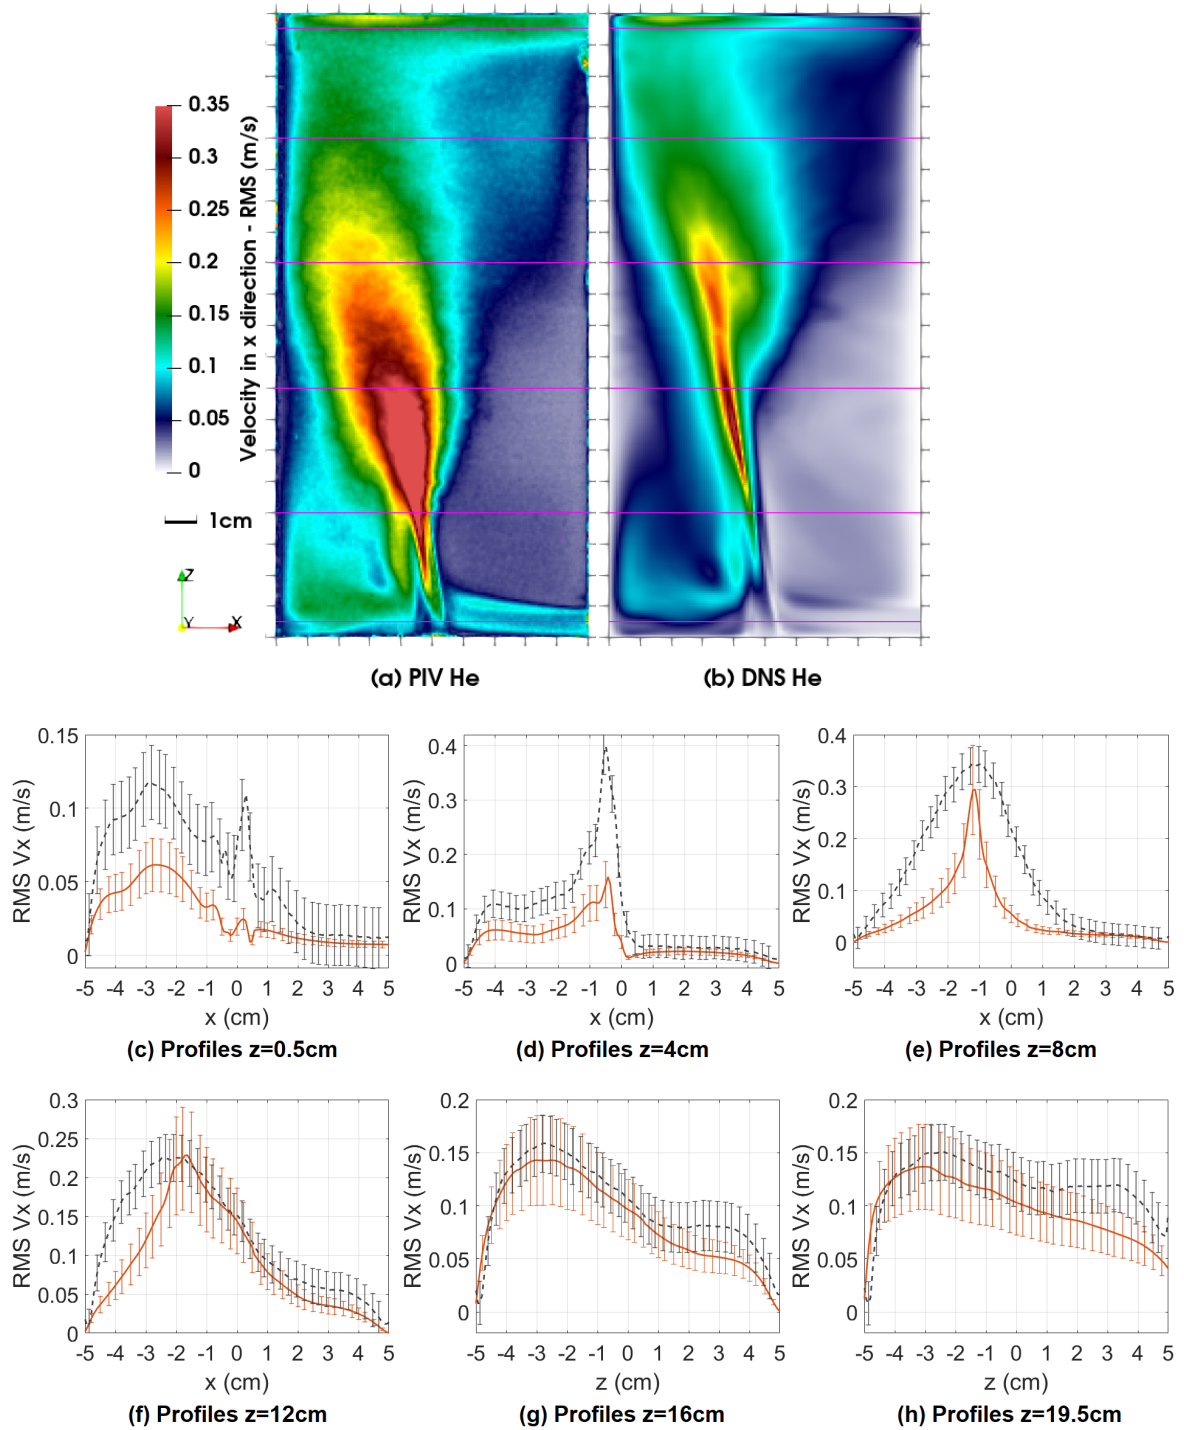 0.35
0.3
0.25
0.2
0.15
0.1
0.05
0
Velocity in x direction - RMS (m/s)
1cm
Z
Y X
(a) PIV He
(b) DNS He
0.15
0.1
0.05
0
RMS Vx (m/s)
-5 -4 -3 -2 -1 0 1 2 3 4 5
x (cm)
(c) Profiles z=0.5cm
0.4
0.3
0.2
0.1
0
RMS Vx (m/s)
-5 -4 -3 -2 -1 0 1 2 3 4 5
x (cm)
(d) Profiles z=4cm
0.4
0.3
0.2
0.1
0
RMS Vx (m/s)
-5 -4 -3 -2 -1 0 1 2 3 4 5
x (cm)
(e) Profiles z=8cm
0.3
0.25
0.2
0.15
0.1
0.05
0
RMS Vx (m/s)
-5 -4 -3 -2 -1 0 1 2 3 4 5
x (cm)
(f) Profiles z=12cm
0.2
0.15
0.1
0.05
0
RMS Vx (m/s)
-5 -4 -3 -2 -1 0 1 2 3 4 5
z (cm)
(g) Profiles z=16cm
0.2
0.15
0.1
0.05
0
RMS Vx (m/s)
-5 -4 -3 -2 -1 0 1 2 3 4 5
z (cm)
(h) Profiles z=19.5cm